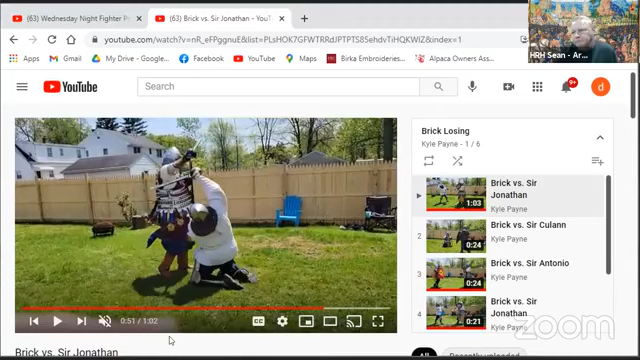 (63) Wednesday Night Fighter P
(63) Brick vs. Sir Jonathan - YouT
youtube.com/watch?v=nR_eFPggnuE&list=PLsHOK7GFWTRRdJPTPTS85ehdvTiHQKWlZ&index=1
Apps
Gmail
My Drive - Google...
Facebook
YouTube
Maps
Birka Embroideries...
Alpaca Owners Ass...
HRH Sean - Ar...
YouTube
Search
9+
d
0:51 / 1:02
CC
Brick vs. Sir Jonathan
Brick Losing
Kyle Payne - 1 / 6
1:03
Brick vs. Sir
Jonathan
Kyle Payne
2
0:24
Brick vs. Sir Culann
Kyle Payne
3
0:24
Brick vs. Sir Antonio
Kyle Payne
4
0:21
Brick vs. Sir
Jonathan
Kyle Payne
All
Recently uploaded
zoom